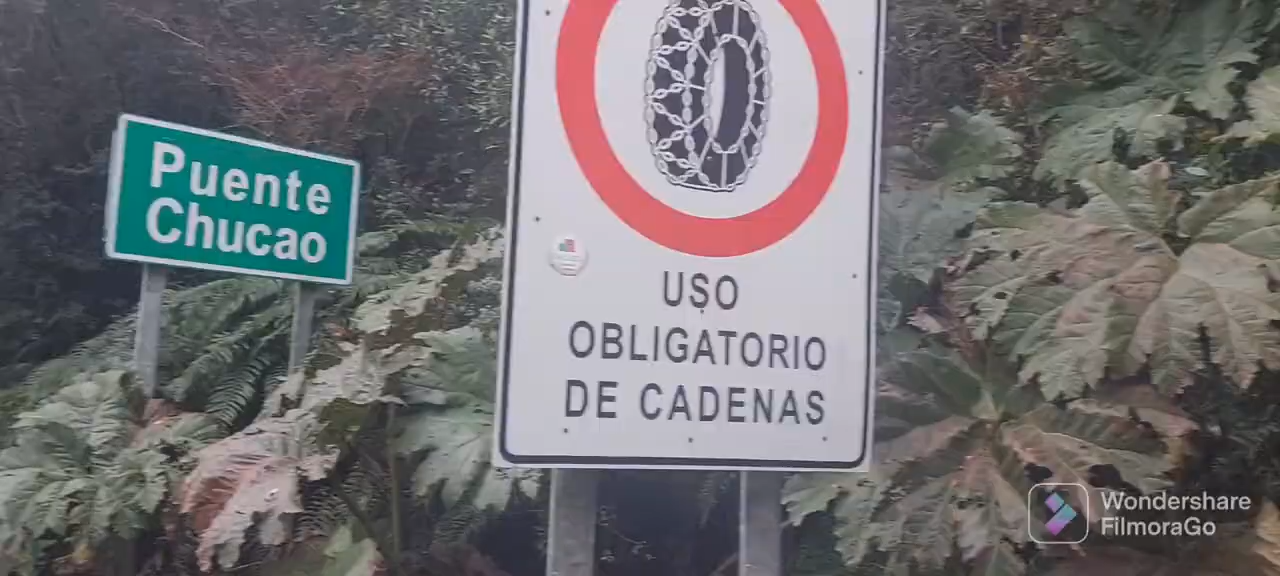 Puente
Chucao
USO
OBLIGATORIO
DE CADENAS
Wondershare
FilmoraGo